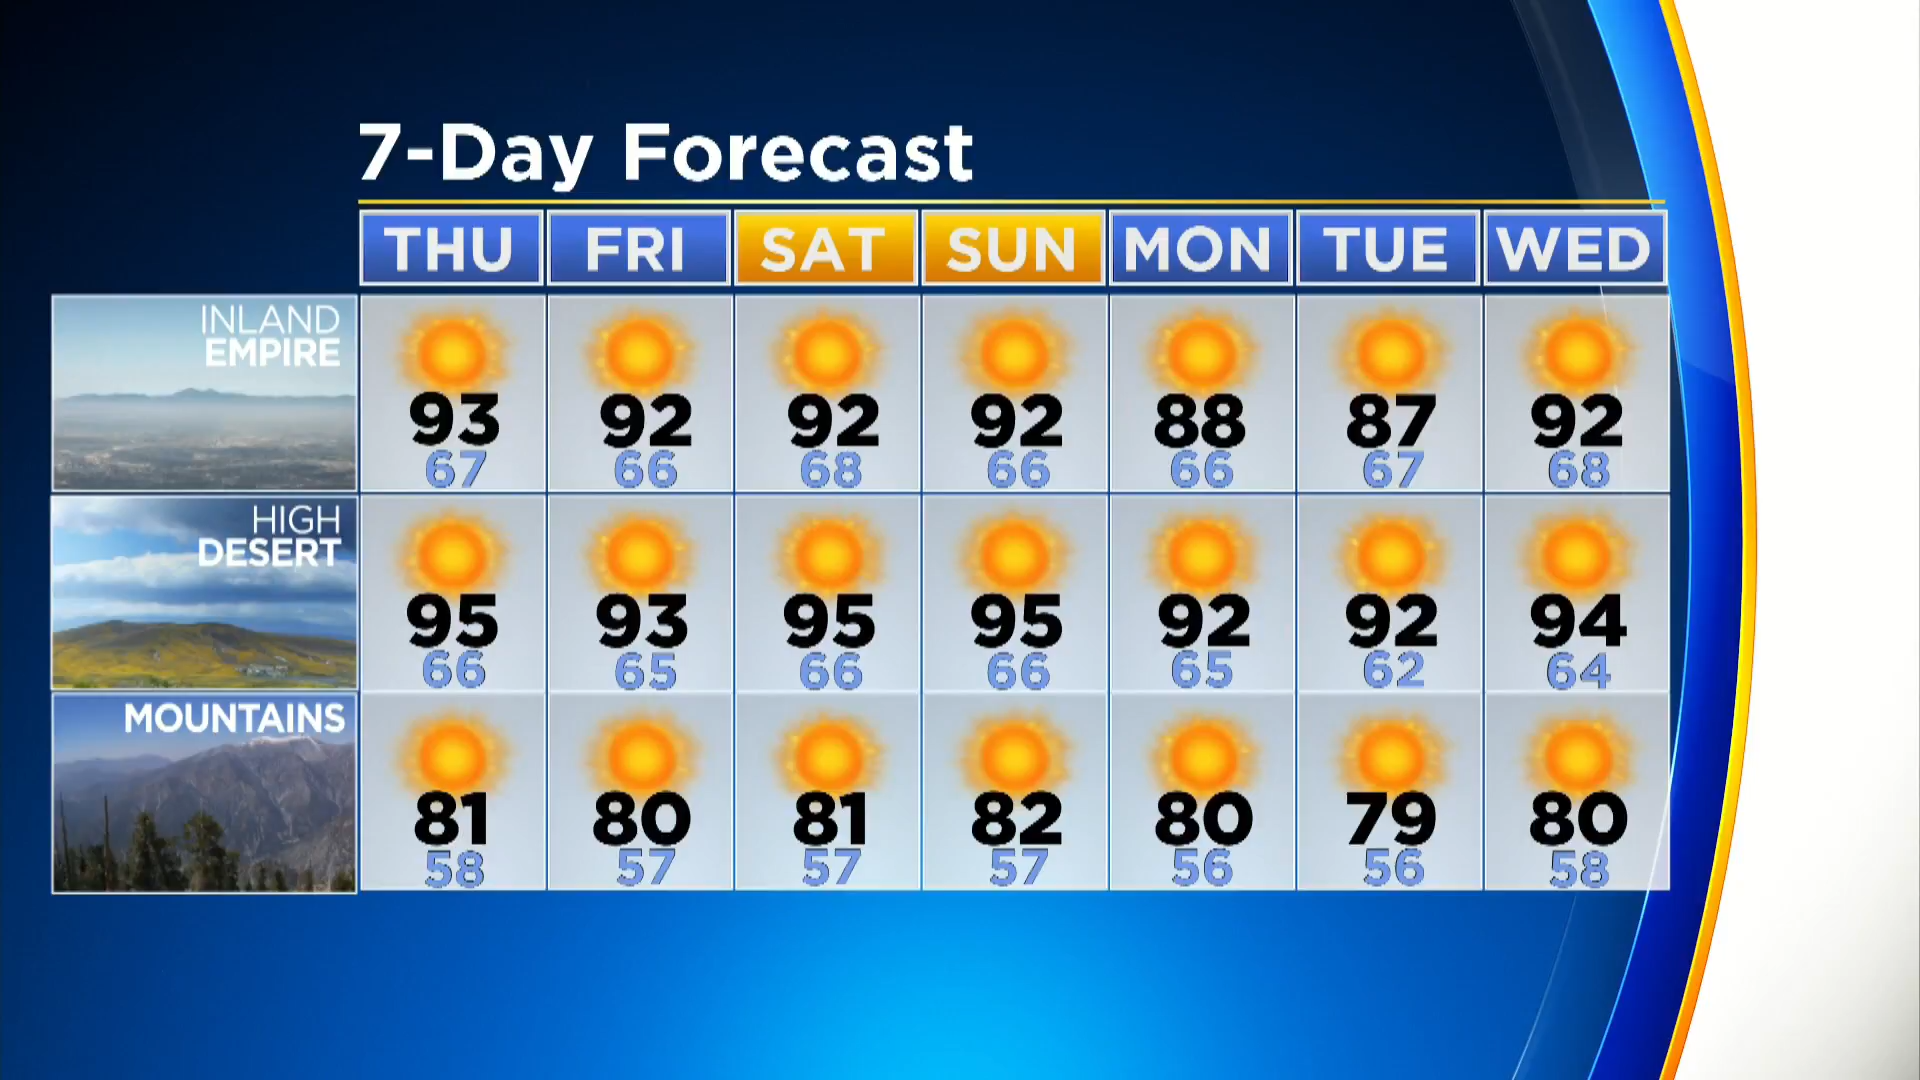 7-Day Forecast
THU FRI SAT SUN MON TUE WED
INLAND
EMPIRE
93 92 92 92 88 87 92
67 66 68 66 66 67 68
HIGH
DESERT
95 93 95 95 92 92 94
66 65 66 66 65 62 64
MOUNTAINS
81 80 81 82 80 79 80
58 57 57 57 56 56 58